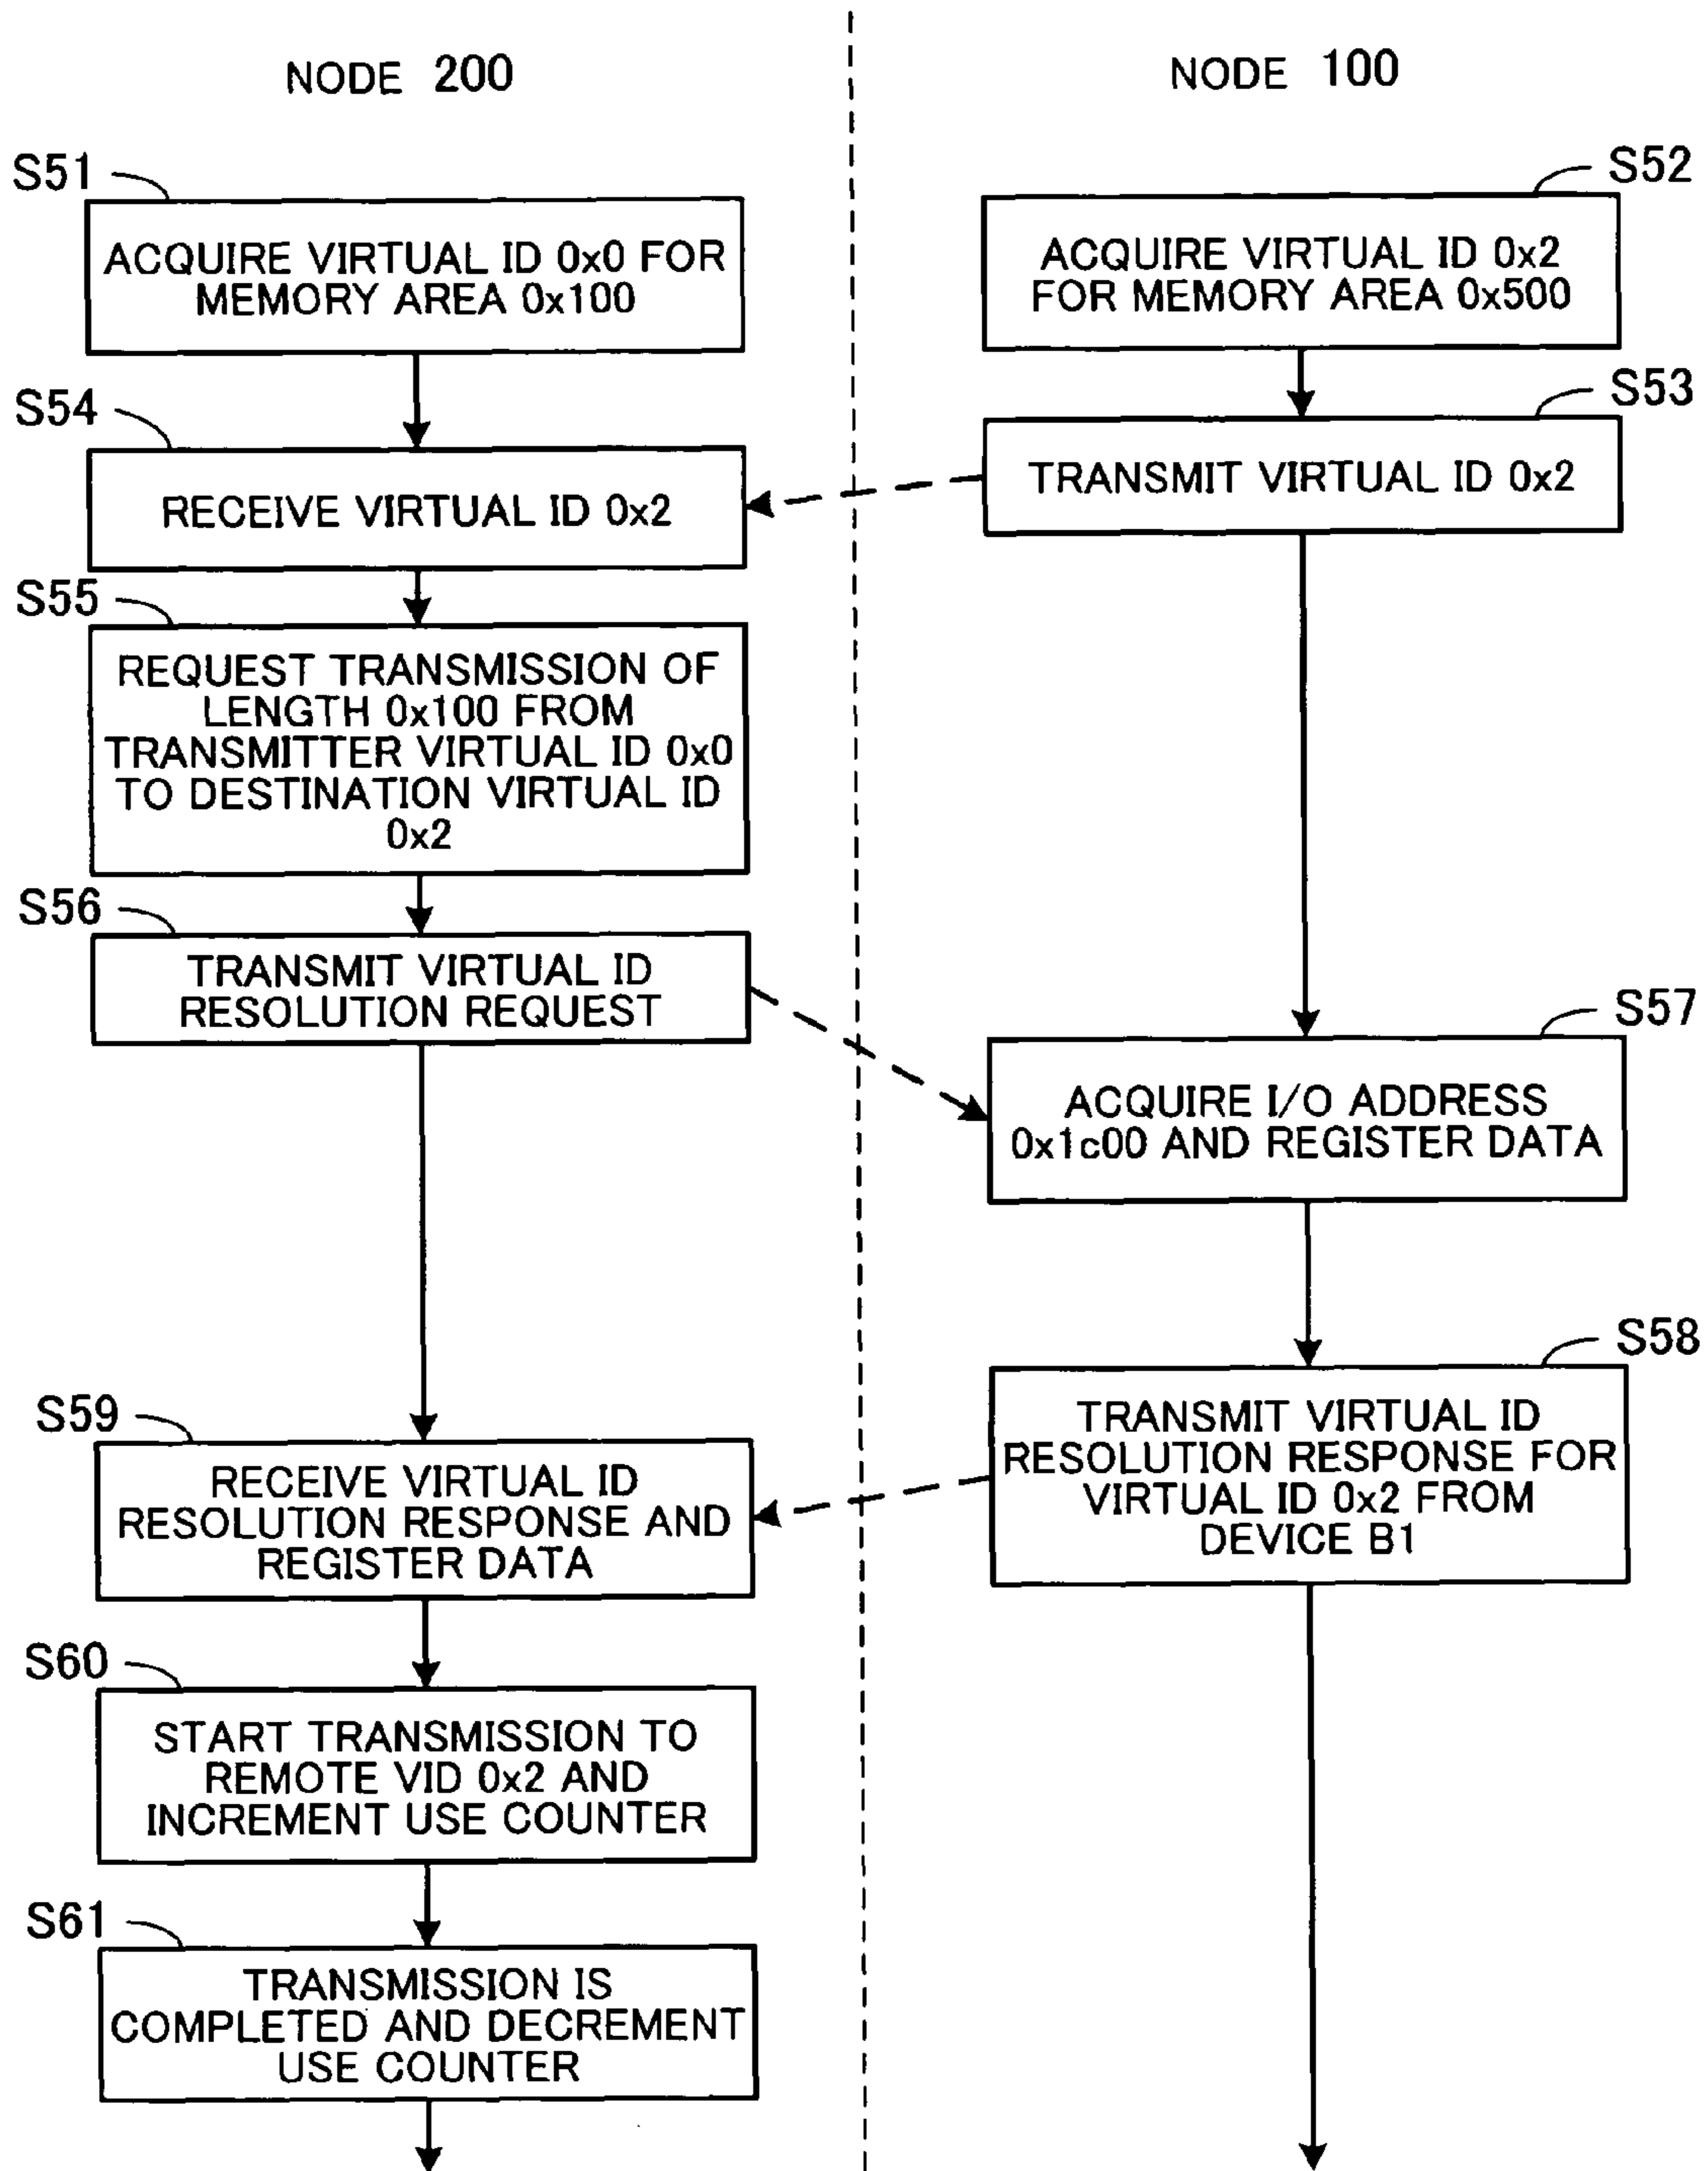 NODE 200
NODE 100
S51
ACQUIRE VIRTUAL ID 0x0 FOR
MEMORY AREA 0x100
S52
ACQUIRE VIRTUAL ID 0x2
FOR MEMORY AREA 0x500
S53
TRANSMIT VIRTUAL ID 0x2
S54
RECEIVE VIRTUAL ID 0x2
S55
REQUEST TRANSMISSION OF
LENGTH 0x100 FROM
TRANSMITTER VIRTUAL ID 0x0
TO DESTINATION VIRTUAL ID
0x2
S56
TRANSMIT VIRTUAL ID
RESOLUTION REQUEST
S57
ACQUIRE I/O ADDRESS
0x1c00 AND REGISTER DATA
S58
TRANSMIT VIRTUAL ID
RESOLUTION RESPONSE FOR
VIRTUAL ID 0x2 FROM
DEVICE B1
S59
RECEIVE VIRTUAL ID
RESOLUTION RESPONSE AND
REGISTER DATA
S60
START TRANSMISSION TO
REMOTE VID 0x2 AND
INCREMENT USE COUNTER
S61
TRANSMISSION IS
COMPLETED AND DECREMENT
USE COUNTER